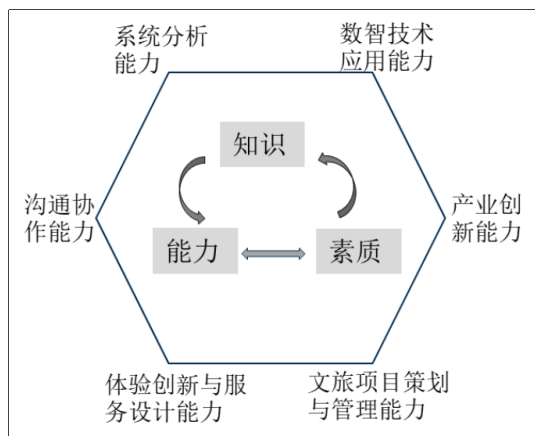 系统分析
能力
数智技术
应用能力
知识
沟通协
作能力
产业创
新能力
能力
素质
体验创新与服
务设计能力
文旅项目策划
与管理能力